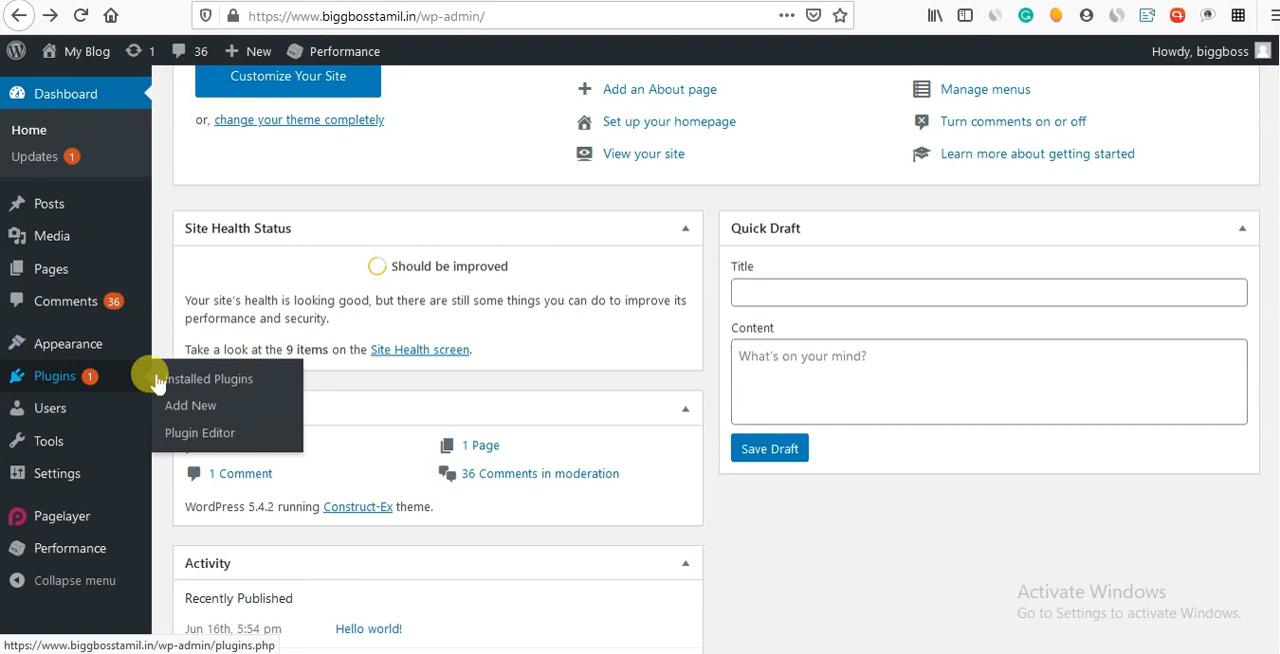 https://www.biggbosstamil.in/wp-admin/
My Blog 1 36 New Performance Howdy, biggboss
Dashboard
Home
Updates 1
Posts
Media
Pages
Comments 36
Appearance
Plugins 1
Users
Tools
Settings
Pagelayer
Performance
Collapse menu
Installed Plugins
Add New
Plugin Editor
Customize Your Site
or, change your theme completely
Add an About page
Set up your homepage
View your site
Manage menus
Turn comments on or off
Learn more about getting started
Site Health Status
Should be improved
Your site's health is looking good, but there are still some things you can do to improve its
performance and security.
Take a look at the 9 items on the Site Health screen.
1 Page
1 Comment
36 Comments in moderation
WordPress 5.4.2 running Construct-Ex theme.
Activity
Recently Published
Jun 16th, 5:54 pm Hello world!
Quick Draft
Title
Content
What's on your mind?
Save Draft
Activate Windows
Go to Settings to activate Windows.
https://www.biggbosstamil.in/wp-admin/plugins.php